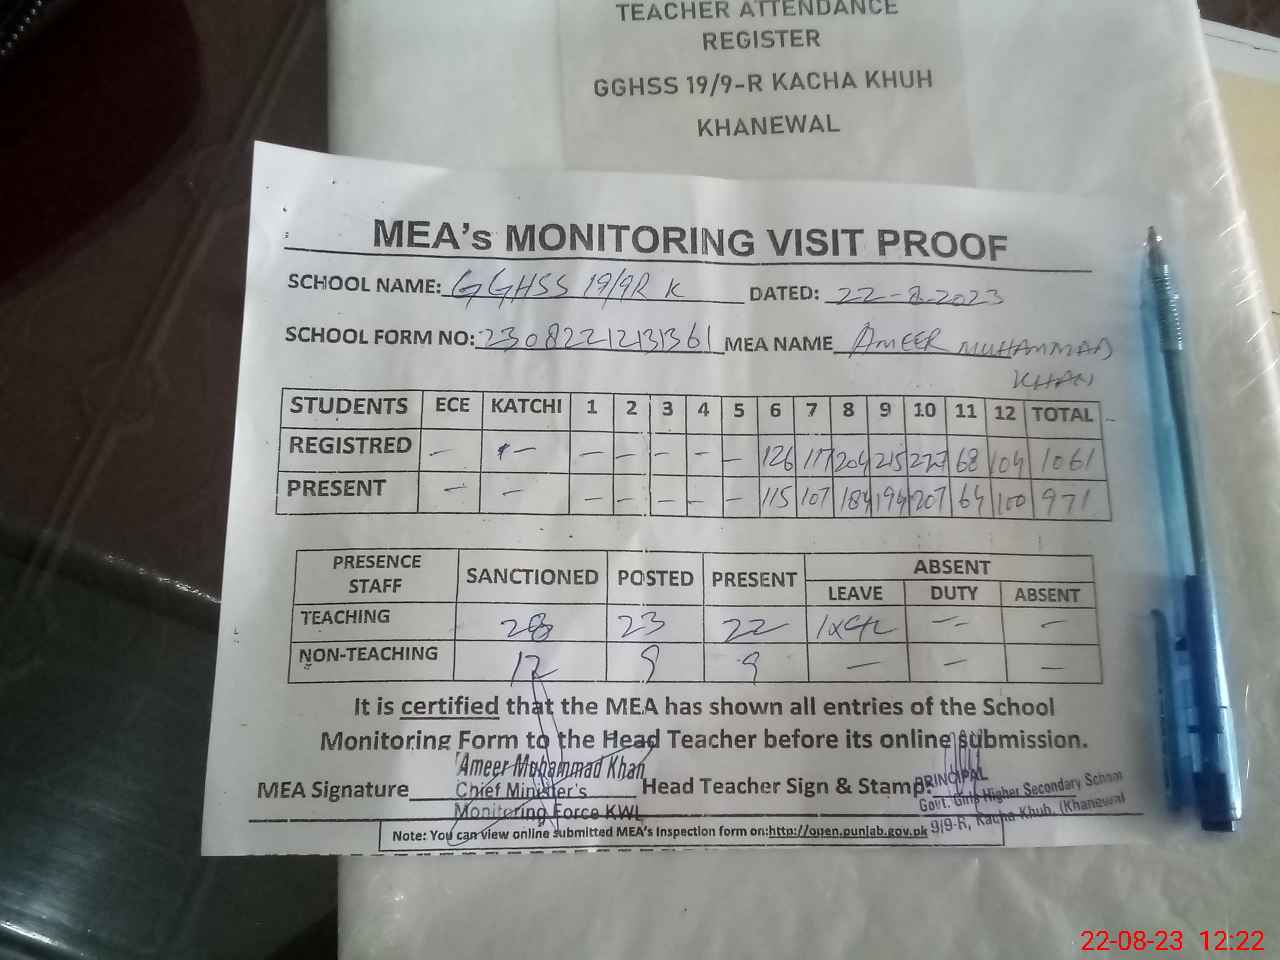 TEACHER ATTENDANCE
REGISTER
GGHSS 19/9-R KACHA KHUH
KHANEWAL
MEA's MONITORING VISIT PROOF
SCHOOL NAME: GGHSS 19/9R K DATED: 22-8-2023
SCHOOL FORM NO: 23082212131361 MEA NAME AMEER MUHAMMAD
KHAN
STUDENTS ECE KATCHI 1 2 3 4 5 6 7 8 9 10 11 12 TOTAL
REGISTRED — — — — — — — 126 117 204 215 227 68 104 1061
PRESENT — — — — — — — 115 107 184 194 207 64 100 971
PRESENCE STAFF SANCTIONED POSTED PRESENT ABSENT
LEAVE DUTY ABSENT
TEACHING 28 23 22 — —
NON-TEACHING 12 9 9 — — —
It is certified that the MEA has shown all entries of the School
Monitoring Form to the Head Teacher before its online submission.
MEA Signature Head Teacher Sign & Stamp:
Ameer Muhammad Khan
Chief Minister's
Monitoring Force KWL
PRINCIPAL
Govt. Girls Higher Secondary School
9/9-R, Kacha Khuh, (Khanewal
Note: You can view online submitted MEA's Inspection form on:http://open.punjab.gov.pk
22-08-23 12:22